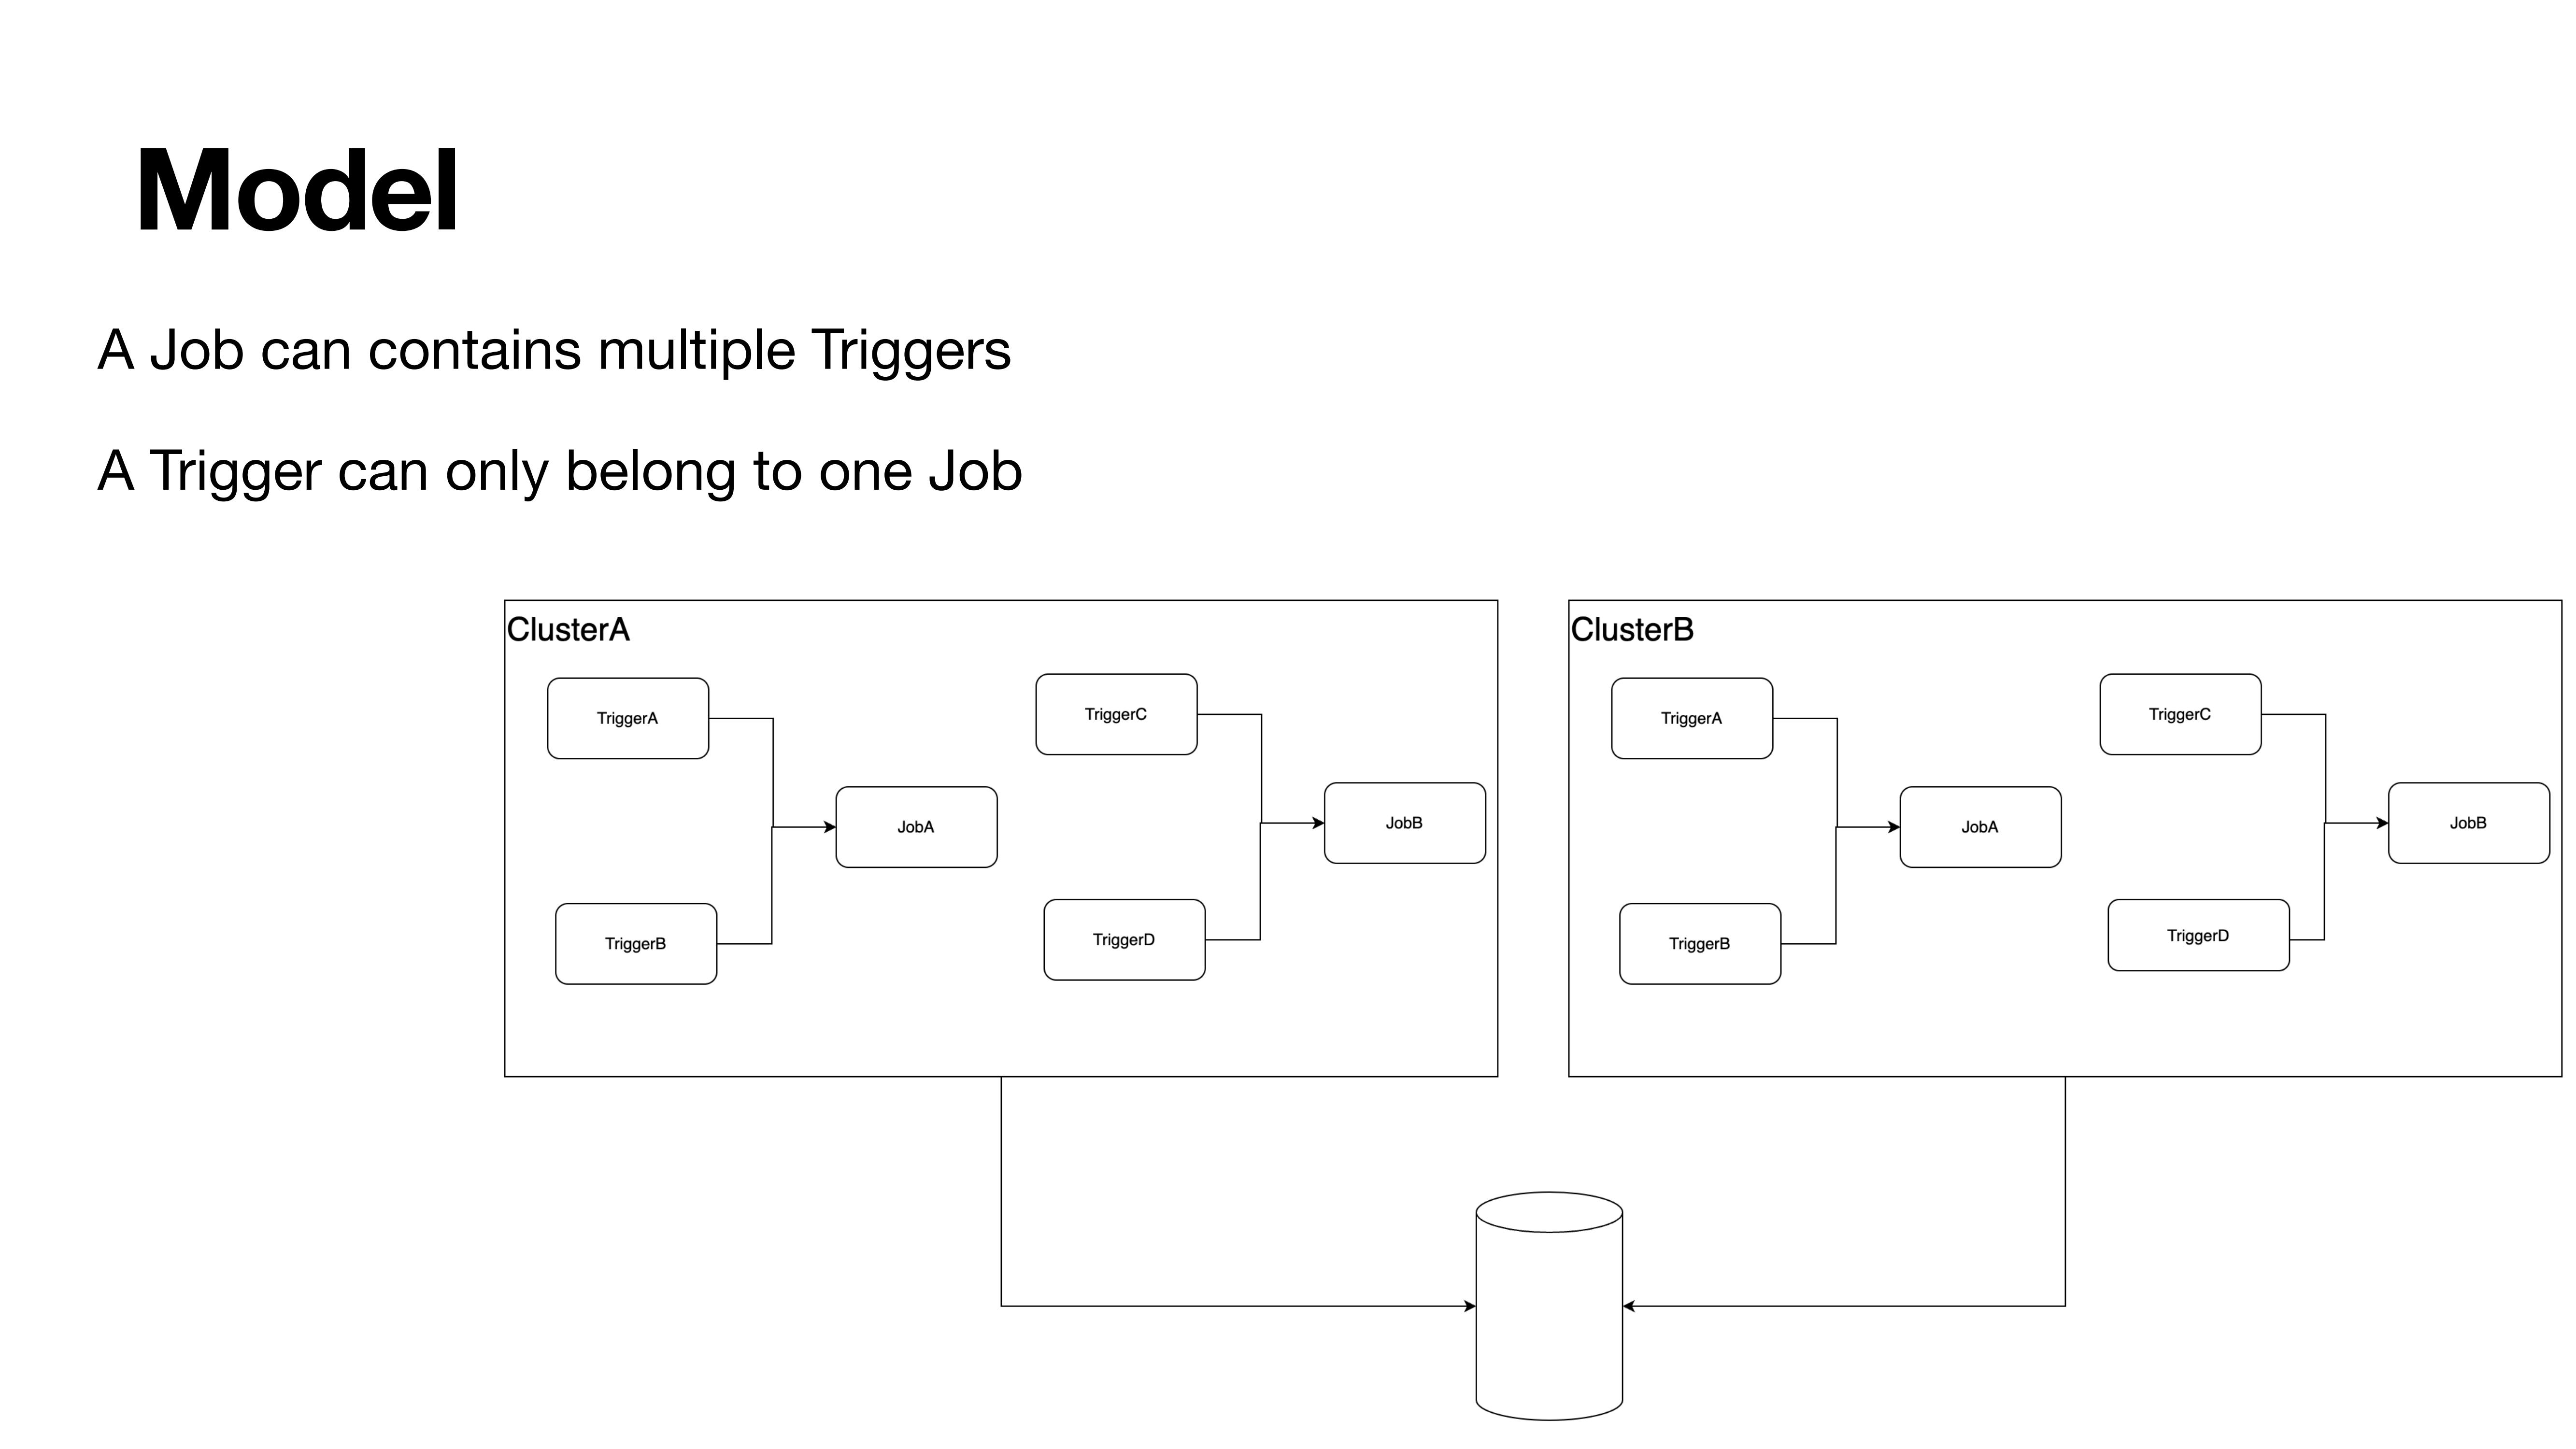 Model
A Job can contains multiple Triggers
A Trigger can only belong to one Job
ClusterA
TriggerA
TriggerC
JobA
JobB
TriggerB
TriggerD
ClusterB
TriggerA
TriggerC
JobA
JobB
TriggerB
TriggerD